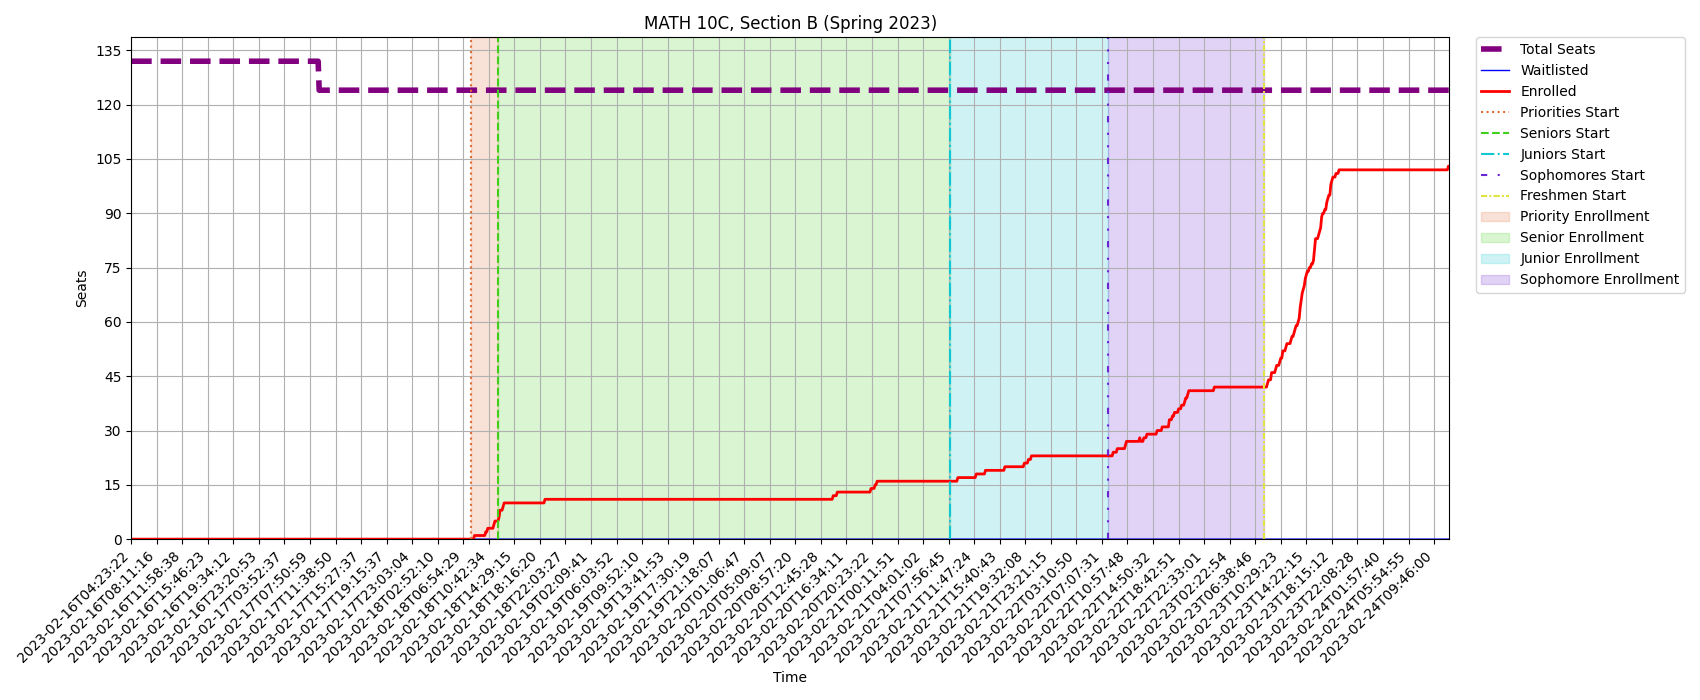 MATH 10C, Section B (Spring 2023)
135
120
105
90
75
60
45
30
15
0
Seats
2023-02-16T04:23:22
2023-02-16T08:11:16
2023-02-16T11:58:38
2023-02-16T15:46:23
2023-02-16T19:34:12
2023-02-16T23:20:53
2023-02-17T03:52:37
2023-02-17T07:50:59
2023-02-17T11:38:50
2023-02-17T15:27:37
2023-02-17T19:15:37
2023-02-17T23:03:04
2023-02-18T02:52:10
2023-02-18T06:54:29
2023-02-18T10:42:34
2023-02-18T14:29:15
2023-02-18T18:16:20
2023-02-18T22:03:27
2023-02-19T02:09:41
2023-02-19T06:03:52
2023-02-19T09:52:10
2023-02-19T13:41:53
2023-02-19T17:30:19
2023-02-19T21:18:07
2023-02-20T01:06:47
2023-02-20T05:09:07
2023-02-20T08:57:20
2023-02-20T12:45:28
2023-02-20T16:34:11
2023-02-20T20:23:22
2023-02-21T00:11:51
2023-02-21T04:01:02
2023-02-21T07:56:45
2023-02-21T11:47:24
2023-02-21T15:40:43
2023-02-21T19:32:08
2023-02-21T23:21:15
2023-02-22T03:10:50
2023-02-22T07:07:31
2023-02-22T10:57:48
2023-02-22T14:50:32
2023-02-22T18:42:51
2023-02-22T22:33:01
2023-02-23T02:22:54
2023-02-23T06:38:46
2023-02-23T10:29:23
2023-02-23T14:22:15
2023-02-23T18:15:12
2023-02-23T22:08:28
2023-02-24T01:57:40
2023-02-24T05:54:55
2023-02-24T09:46:00
Time
Total Seats
Waitlisted
Enrolled
Priorities Start
Seniors Start
Juniors Start
Sophomores Start
Freshmen Start
Priority Enrollment
Senior Enrollment
Junior Enrollment
Sophomore Enrollment